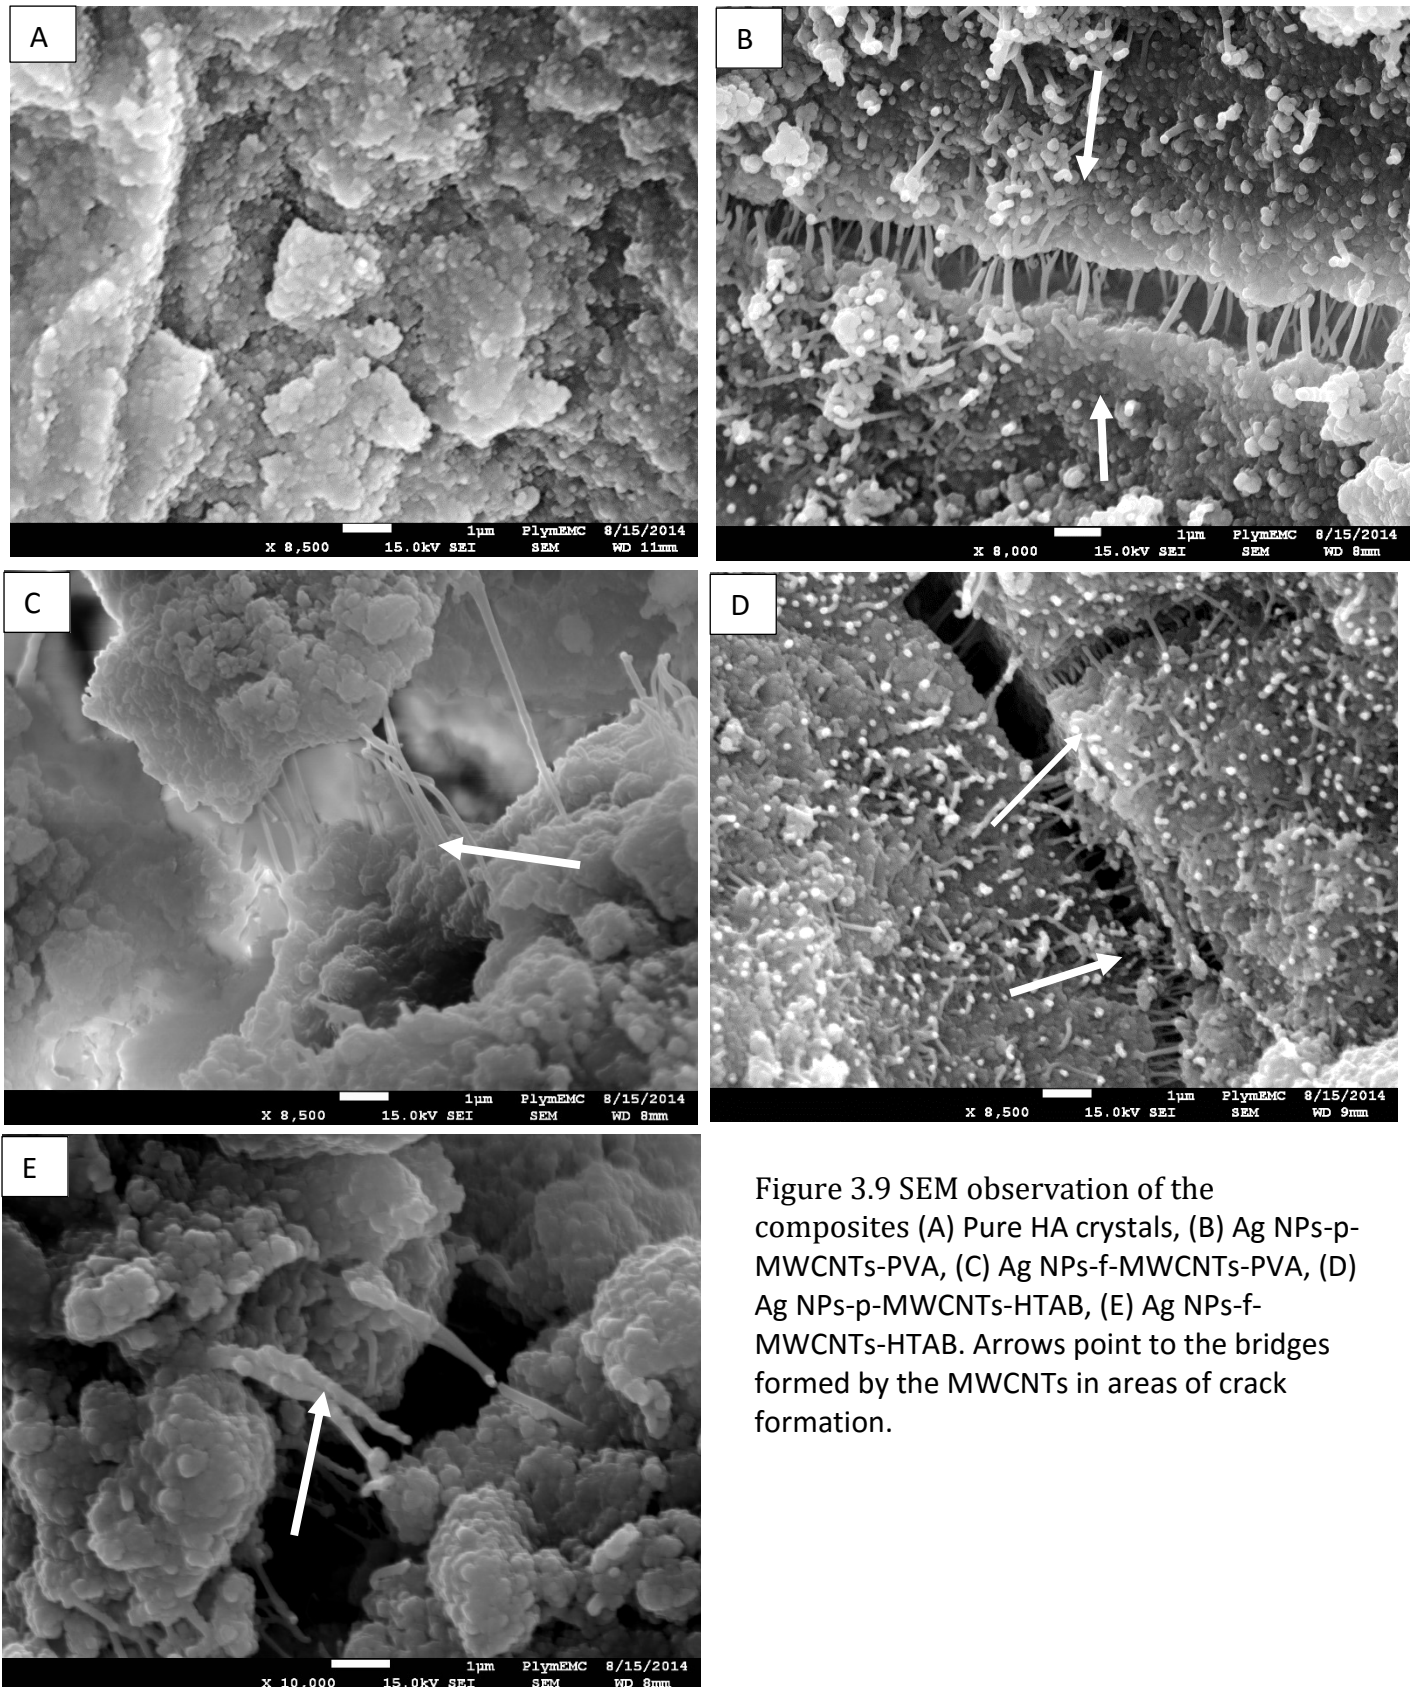 A
1µm PlymEMC 8/15/2014
X 8,500 15.0kV SEI SEM WD 11mm
B
1µm PlymEMC 8/15/2014
X 8,000 15.0kV SEI SEM WD 8mm
C
1µm PlymEMC 8/15/2014
X 8,500 15.0kV SEI SEM WD 8mm
D
1µm PlymEMC 8/15/2014
X 8,500 15.0kV SEI SEM WD 9mm
E
1µm PlymEMC 8/15/2014
X 10,000 15.0kV SEI SEM WD 8mm
Figure 3.9 SEM observation of the
composites (A) Pure HA crystals, (B) Ag NPs-p-
MWCNTs-PVA, (C) Ag NPs-f-MWCNTs-PVA, (D)
Ag NPs-p-MWCNTs-HTAB, (E) Ag NPs-f-
MWCNTs-HTAB. Arrows point to the bridges
formed by the MWCNTs in areas of crack
formation.